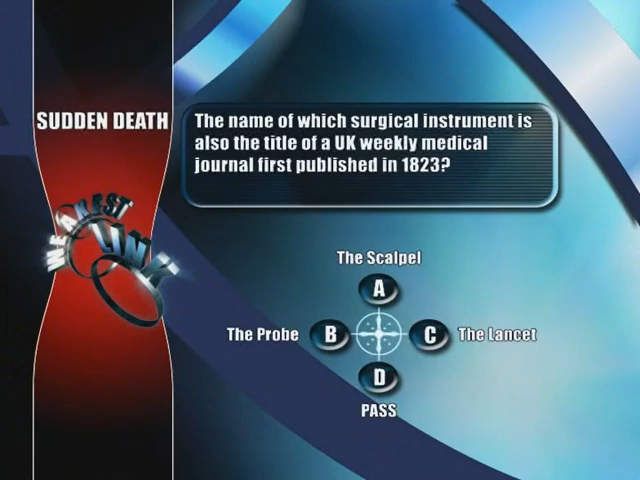 SUDDEN DEATH
The name of which surgical instrument is
also the title of a UK weekly medical
journal first published in 1823?
WEAKEST
LINK
The Scalpel
A
The Probe B C The Lancet
D
PASS